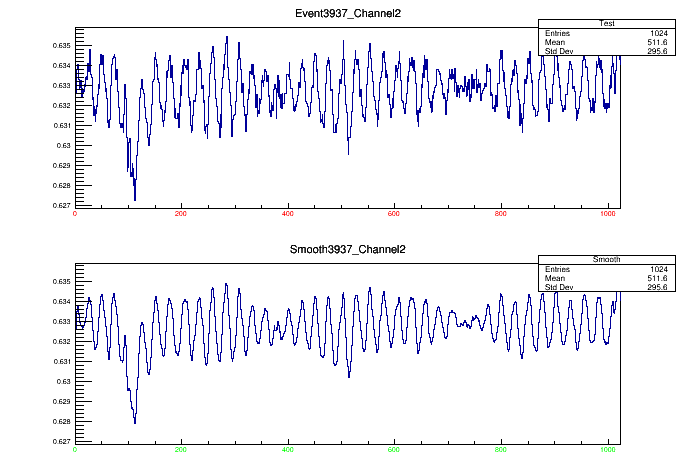 Event3937_Channel2
Test
Entries 1024
Mean 511.6
Std Dev 295.6
0.635
0.634
0.633
0.632
0.631
0.63
0.629
0.628
0.627
0 200 400 600 800 1000
Smooth3937_Channel2
Smooth
Entries 1024
Mean 511.6
Std Dev 295.6
0.635
0.634
0.633
0.632
0.631
0.63
0.629
0.628
0.627
0 200 400 600 800 1000